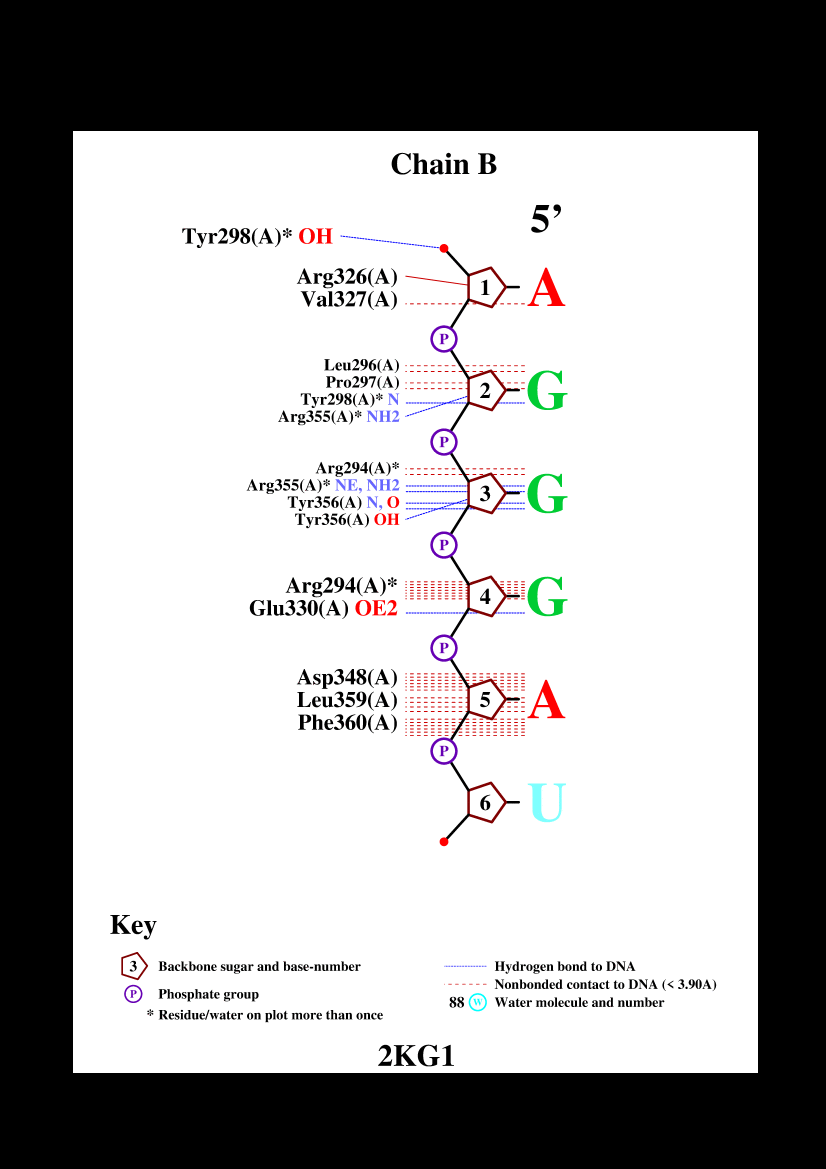 Chain B
5’
Tyr298(A)* OH
Arg326(A)
1 A
Val327(A)
P
Leu296(A)
Pro297(A)
2 G
Tyr298(A)* N
Arg355(A)* NH2
P
Arg294(A)*
Arg355(A)* NE, NH2
3 G
Tyr356(A) N, O
Tyr356(A) OH
P
Arg294(A)*
4 G
Glu330(A) OE2
P
Asp348(A)
Leu359(A) 5 A
Phe360(A)
P
6 U
Key
3 Backbone sugar and base-number
P Phosphate group
* Residue/water on plot more than once
Hydrogen bond to DNA
Nonbonded contact to DNA (< 3.90A)
88 W Water molecule and number
2KG1